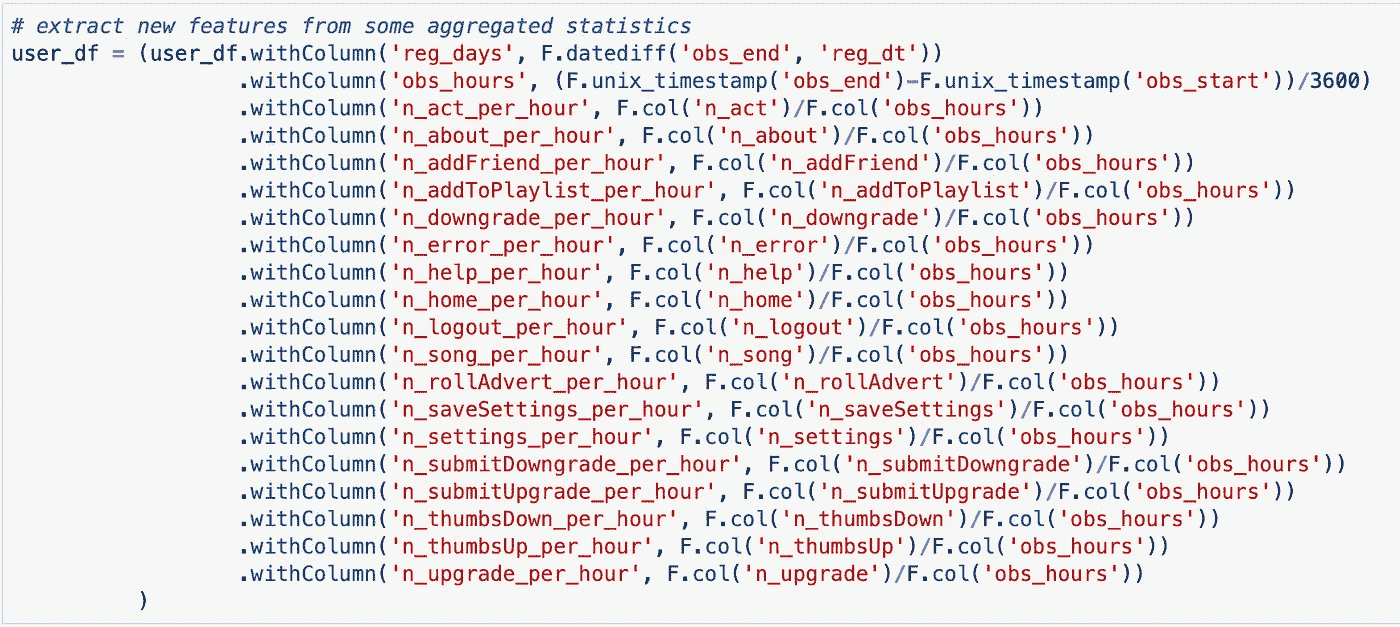 # extract new features from some aggregated statistics
user_df = (user_df.withColumn('reg_days', F.datediff('obs_end', 'reg_dt'))
                  .withColumn('obs_hours', (F.unix_timestamp('obs_end')-F.unix_timestamp('obs_start'))/3600)
                  .withColumn('n_act_per_hour', F.col('n_act')/F.col('obs_hours'))
                  .withColumn('n_about_per_hour', F.col('n_about')/F.col('obs_hours'))
                  .withColumn('n_addFriend_per_hour', F.col('n_addFriend')/F.col('obs_hours'))
                  .withColumn('n_addToPlaylist_per_hour', F.col('n_addToPlaylist')/F.col('obs_hours'))
                  .withColumn('n_downgrade_per_hour', F.col('n_downgrade')/F.col('obs_hours'))
                  .withColumn('n_error_per_hour', F.col('n_error')/F.col('obs_hours'))
                  .withColumn('n_help_per_hour', F.col('n_help')/F.col('obs_hours'))
                  .withColumn('n_home_per_hour', F.col('n_home')/F.col('obs_hours'))
                  .withColumn('n_logout_per_hour', F.col('n_logout')/F.col('obs_hours'))
                  .withColumn('n_song_per_hour', F.col('n_song')/F.col('obs_hours'))
                  .withColumn('n_rollAdvert_per_hour', F.col('n_rollAdvert')/F.col('obs_hours'))
                  .withColumn('n_saveSettings_per_hour', F.col('n_saveSettings')/F.col('obs_hours'))
                  .withColumn('n_settings_per_hour', F.col('n_settings')/F.col('obs_hours'))
                  .withColumn('n_submitDowngrade_per_hour', F.col('n_submitDowngrade')/F.col('obs_hours'))
                  .withColumn('n_submitUpgrade_per_hour', F.col('n_submitUpgrade')/F.col('obs_hours'))
                  .withColumn('n_thumbsDown_per_hour', F.col('n_thumbsDown')/F.col('obs_hours'))
                  .withColumn('n_thumbsUp_per_hour', F.col('n_thumbsUp')/F.col('obs_hours'))
                  .withColumn('n_upgrade_per_hour', F.col('n_upgrade')/F.col('obs_hours'))
          )